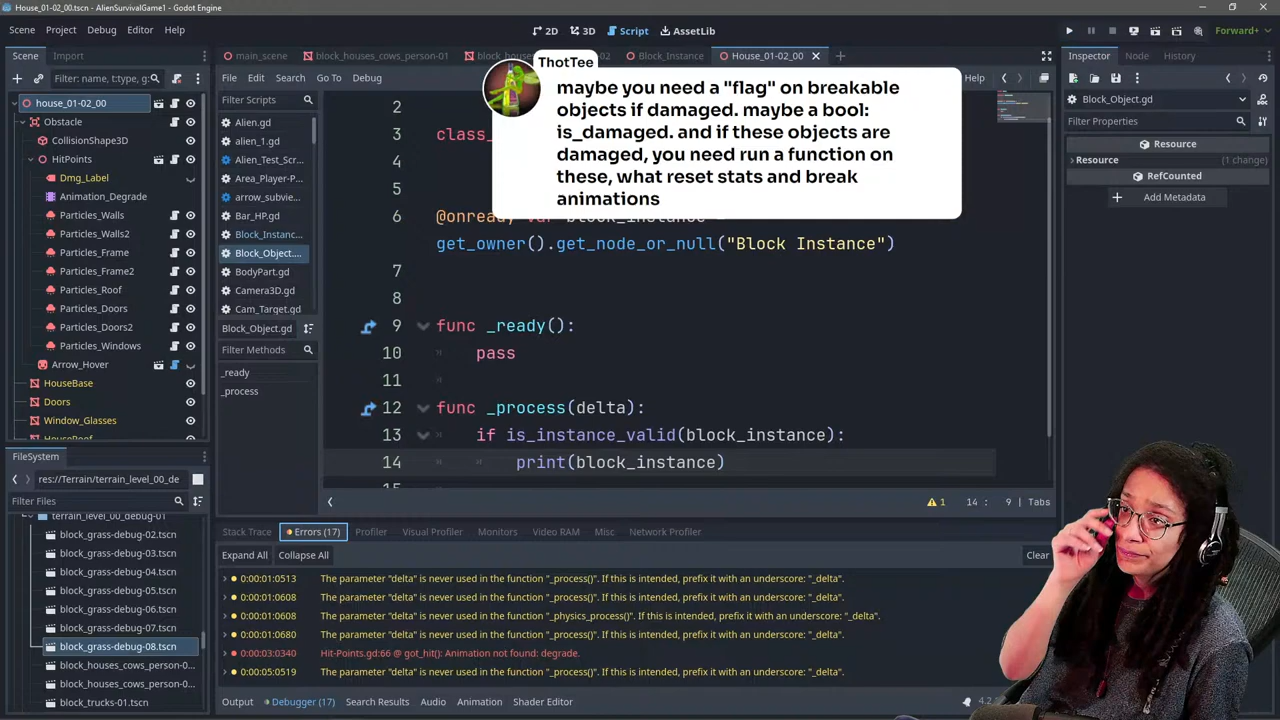 House_01-02_00.tscn - AlienSurvivalGame1 - Godot Engine
Scene Project Debug Editor Help
2D 3D Script AssetLib
Forward+
Scene Import
main_scene block_houses_cows_person-01 Block_Instance House_01-02_00
Inspector Node History
Filter: name, t:type, g:
File Edit Search Go To Debug
Help
ThotTee
maybe you need a "flag" on breakable
objects if damaged. maybe a bool:
is_damaged. and if these objects are
damaged, you need run a function on
these, what reset stats and break
animations
house_01-02_00
Obstacle
CollisionShape3D
HitPoints
Dmg_Label
Animation_Degrade
Particles_Walls
Particles_Walls2
Particles_Frame
Particles_Frame2
Particles_Roof
Particles_Doors
Particles_Doors2
Particles_Windows
Arrow_Hover
HouseBase
Doors
Window_Glasses
HouseRoof
Filter Scripts
Alien.gd
alien_1.gd
Alien_Test_Scr...
Area_Player-P...
arrow_subvie...
Bar_HP.gd
Block_Instanc...
Block_Object....
BodyPart.gd
Camera3D.gd
Cam_Target.gd
Block_Object.gd
Filter Methods
_ready
_process
2
3 class_
4
5
6 @onready var block_instance =
get_owner().get_node_or_null("Block Instance")
7
8
9 func _ready():
10 pass
11
12 func _process(delta):
13 if is_instance_valid(block_instance):
14 print(block_instance)
15
1 14 : 9 | Tabs
Block_Object.gd
Filter Properties
Resource
Resource (1 change)
RefCounted
Add Metadata
FileSystem
res://Terrain/terrain_level_00_de
Filter Files
terrain_level_00_debug-01
block_grass-debug-02.tscn
block_grass-debug-03.tscn
block_grass-debug-04.tscn
block_grass-debug-05.tscn
block_grass-debug-06.tscn
block_grass-debug-07.tscn
block_grass-debug-08.tscn
block_houses_cows_person-0...
block_houses_cows_person-0...
block_trucks-01.tscn
Stack Trace Errors (17) Profiler Visual Profiler Monitors Video RAM Misc Network Profiler
Expand All Collapse All Clear
0:00:01:0513 The parameter "delta" is never used in the function "_process()". If this is intended, prefix it with an underscore: "_delta".
0:00:01:0608 The parameter "delta" is never used in the function "_process()". If this is intended, prefix it with an underscore: "_delta".
0:00:01:0608 The parameter "delta" is never used in the function "_physics_process()". If this is intended, prefix it with an underscore: "_delta".
0:00:01:0680 The parameter "delta" is never used in the function "_process()". If this is intended, prefix it with an underscore: "_delta".
0:00:03:0340 Hit-Points.gd:66 @ got_hit(): Animation not found: degrade.
0:00:05:0519 The parameter "delta" is never used in the function "_process()". If this is intended, prefix it with an underscore: "_delta".
Output Debugger (17) Search Results Audio Animation Shader Editor